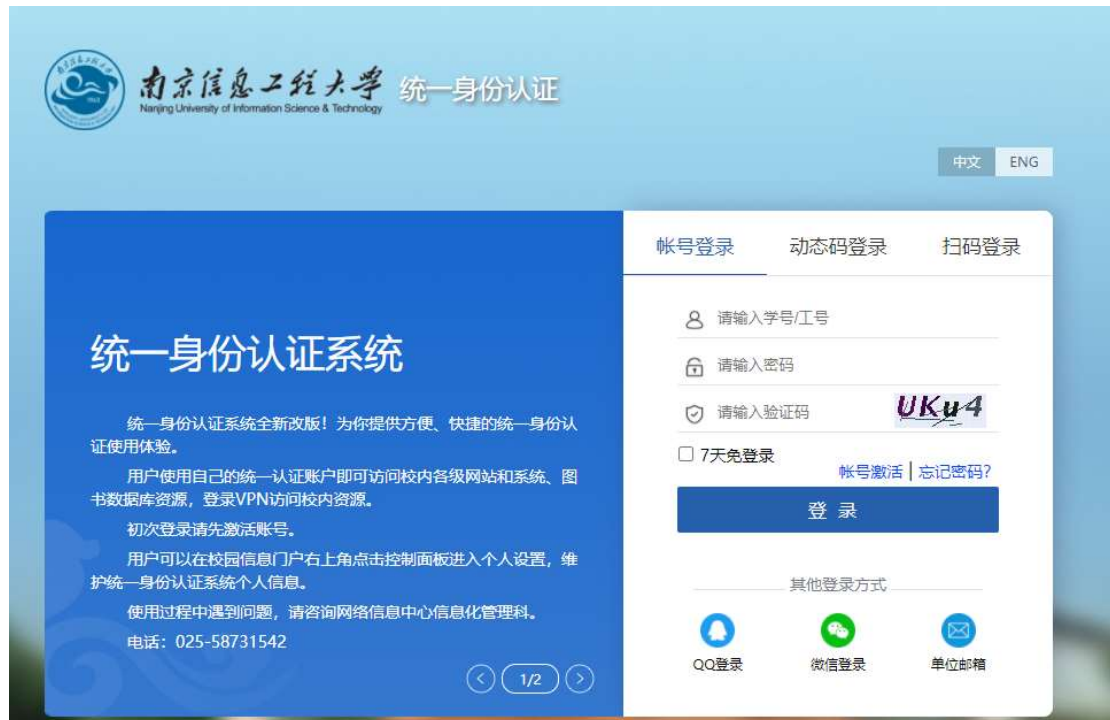 南京信息工程大学 统一身份认证
Nanjing University of Information Science & Technology
中文 ENG
帐号登录 动态码登录 扫码登录
请输入学号/工号
请输入密码
请输入验证码 UKu4
7天免登录
帐号激活 | 忘记密码?
登 录
其他登录方式
QQ登录 微信登录 单位邮箱
统一身份认证系统
统一身份认证系统全新改版！为你提供方便、快捷的统一身份认
证使用体验。
用户使用自己的统一认证账户即可访问校内各级网站和系统、图
书数据库资源，登录VPN访问校内资源。
初次登录请先激活账号。
用户可以在校园信息门户右上角点击控制面板进入个人设置，维
护统一身份认证系统个人信息。
使用过程中遇到问题，请咨询网络信息中心信息化管理科。
电话：025-58731542
1/2